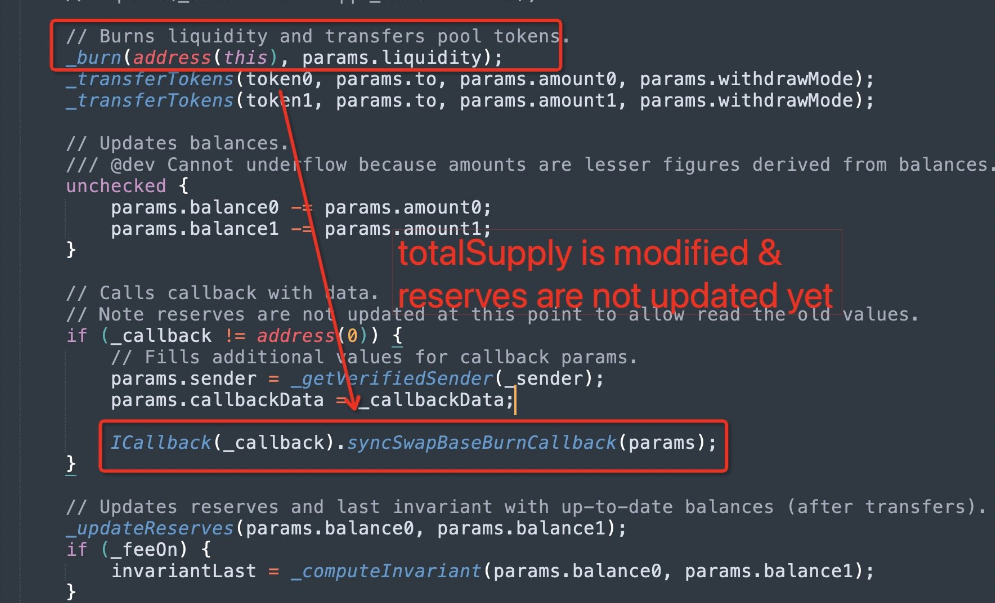 // Burns liquidity and transfers pool tokens.
_burn(address(this), params.liquidity);
_transferTokens(token0, params.to, params.amount0, params.withdrawMode);
_transferTokens(token1, params.to, params.amount1, params.withdrawMode);
// Updates balances.
/// @dev Cannot underflow because amounts are lesser figures derived from balances.
unchecked {
params.balance0 -= params.amount0;
params.balance1 -= params.amount1;
}
totalSupply is modified &
reserves are not updated yet
// Calls callback with data.
// Note reserves are not updated at this point to allow read the old values.
if (_callback != address(0)) {
// Fills additional values for callback params.
params.sender = _getVerifiedSender(_sender);
params.callbackData = _callbackData;
ICallback(_callback).syncSwapBaseBurnCallback(params);
}
// Updates reserves and last invariant with up-to-date balances (after transfers).
_updateReserves(params.balance0, params.balance1);
if (_feeOn) {
invariantLast = _computeInvariant(params.balance0, params.balance1);
}